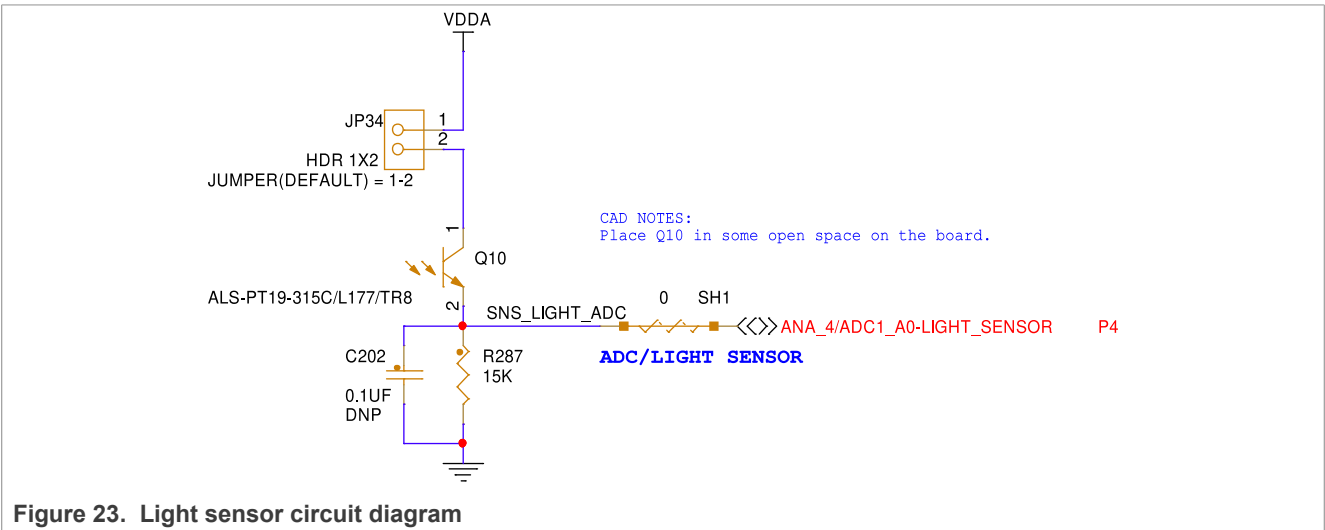 VDDA
JP34
1
2
HDR 1X2
JUMPER(DEFAULT) = 1-2
CAD NOTES:
Place Q10 in some open space on the board.
1
Q10
ALS-PT19-315C/L177/TR8
2
SNS_LIGHT_ADC
0 SH1
ANA_4/ADC1_A0-LIGHT_SENSOR P4
ADC/LIGHT SENSOR
C202
0.1UF
DNP
R287
15K
Figure 23. Light sensor circuit diagram